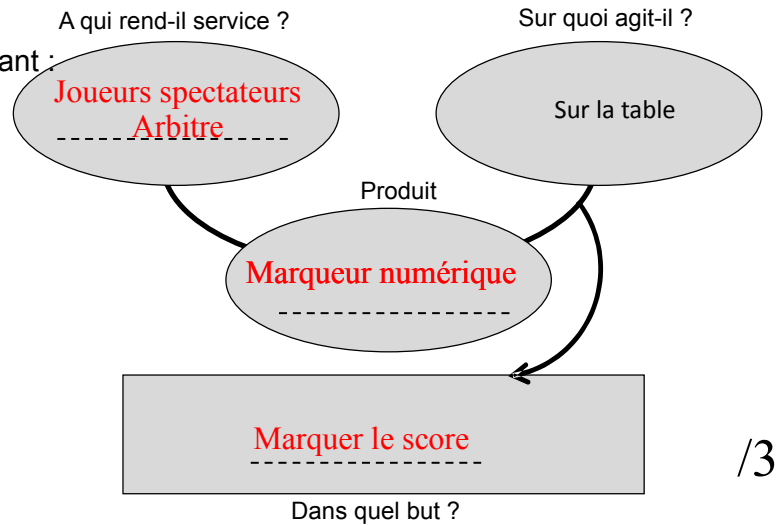 A qui rend-il service ?
Sur quoi agit-il ?
ant :
Joueurs spectateurs
Arbitre
Sur la table
Produit
Marqueur numérique
Marquer le score
/3
Dans quel but ?